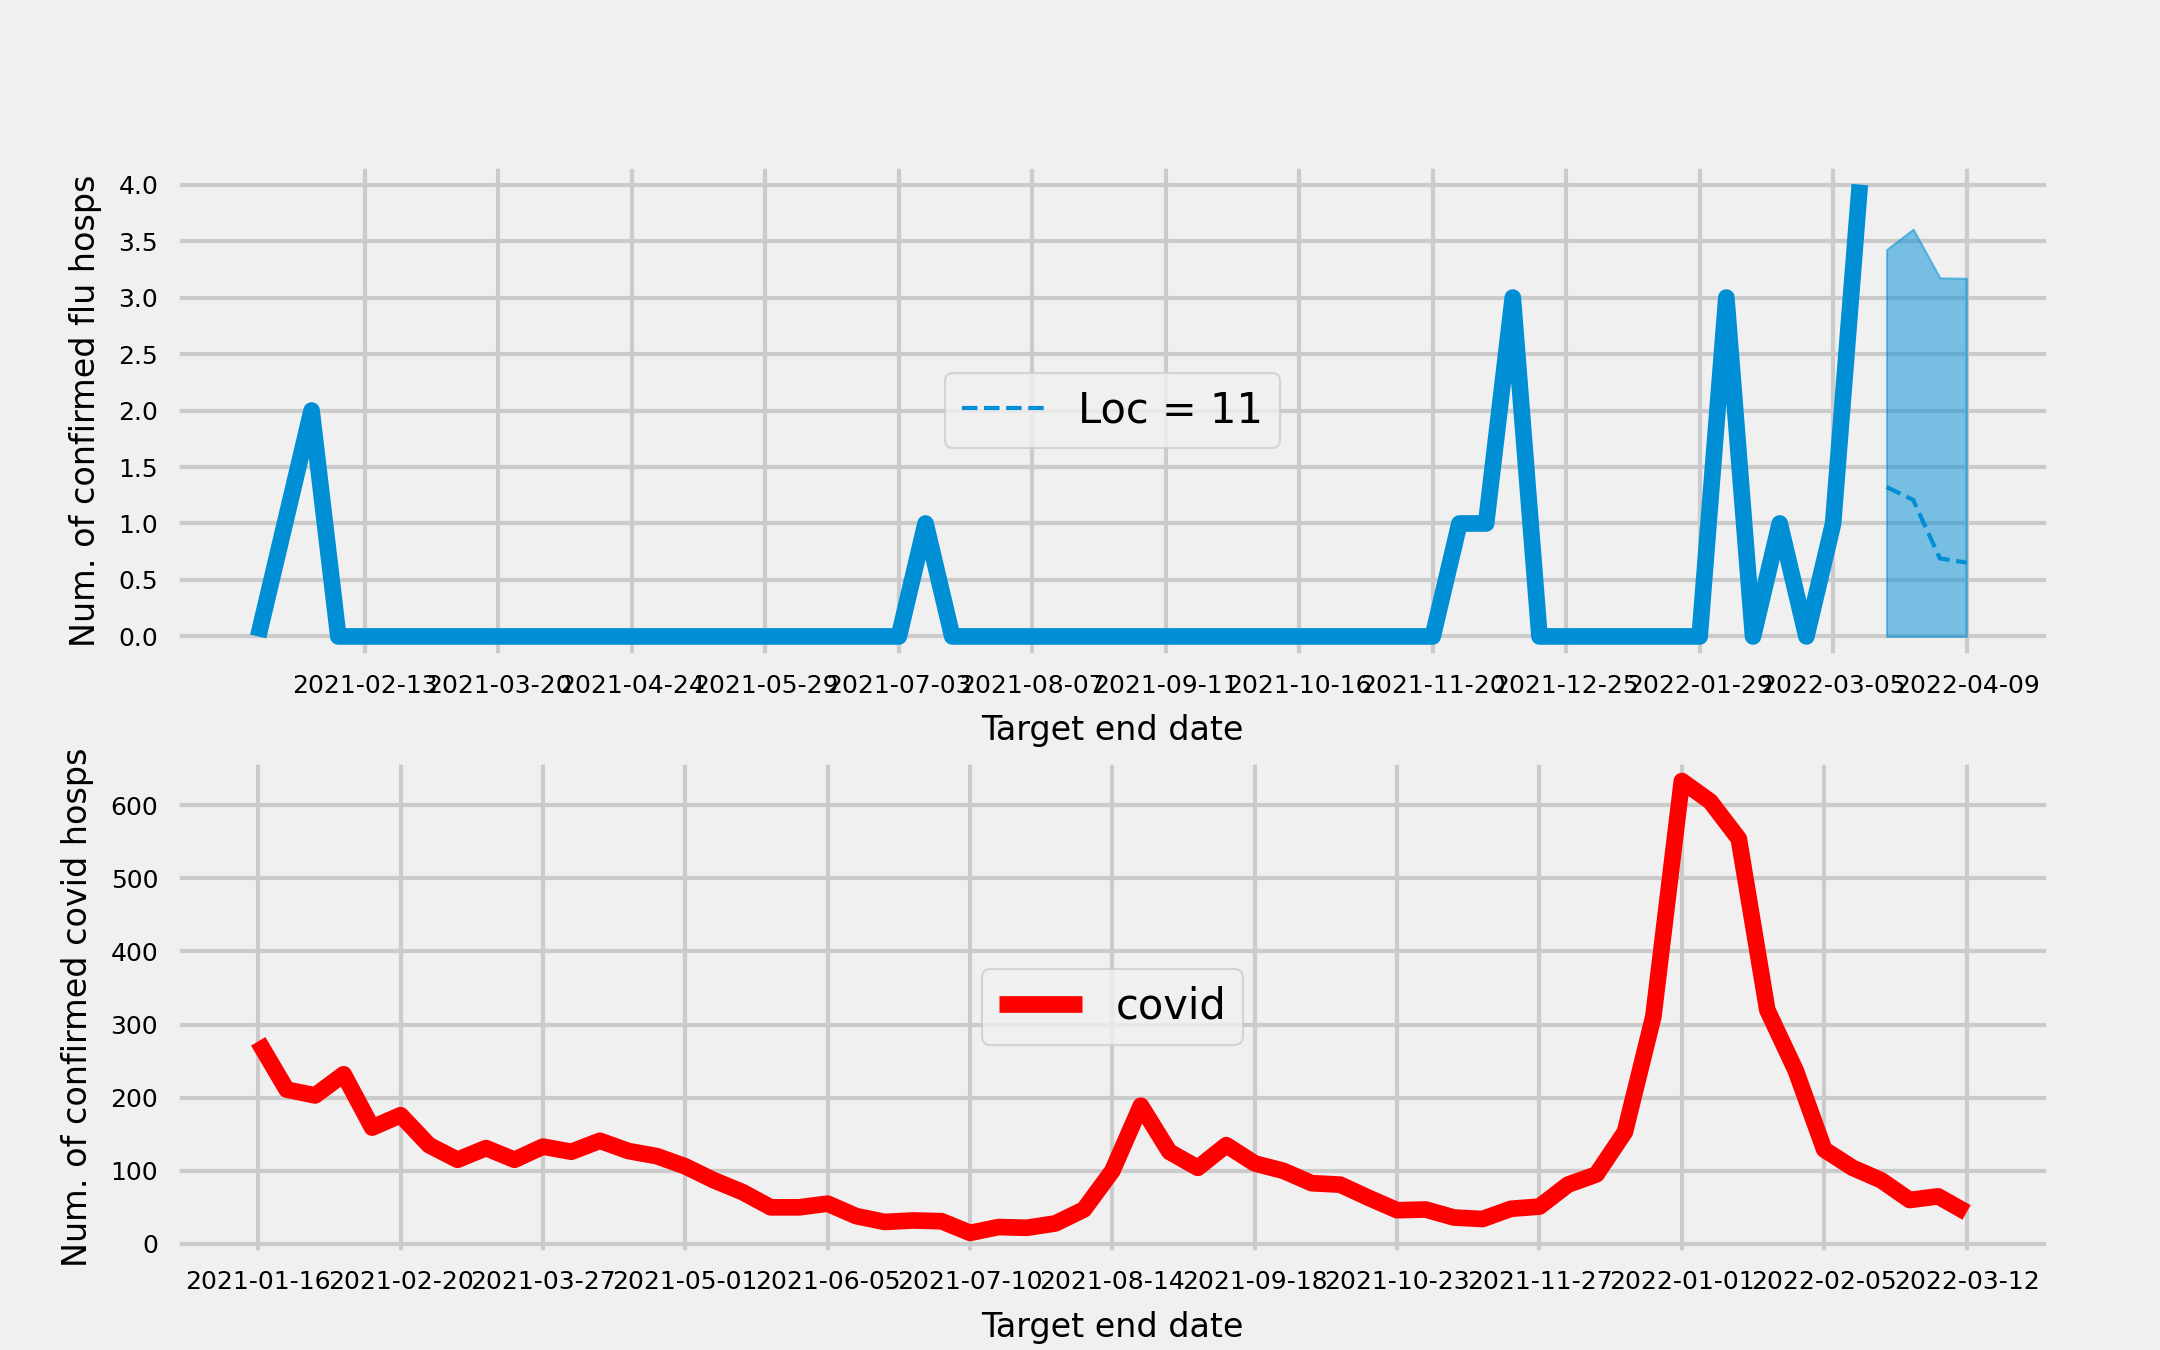 Num. of confirmed flu hosps
4.0
3.5
3.0
2.5
2.0
1.5
1.0
0.5
0.0
Loc = 11
2021-02-13 2021-03-20 2021-04-24 2021-05-29 2021-07-03 2021-08-07 2021-09-11 2021-10-16 2021-11-20 2021-12-25 2022-01-29 2022-03-05 2022-04-09
Target end date
Num. of confirmed covid hosps
600
500
400
300
200
100
0
covid
2021-01-16 2021-02-20 2021-03-27 2021-05-01 2021-06-05 2021-07-10 2021-08-14 2021-09-18 2021-10-23 2021-11-27 2022-01-01 2022-02-05 2022-03-12
Target end date